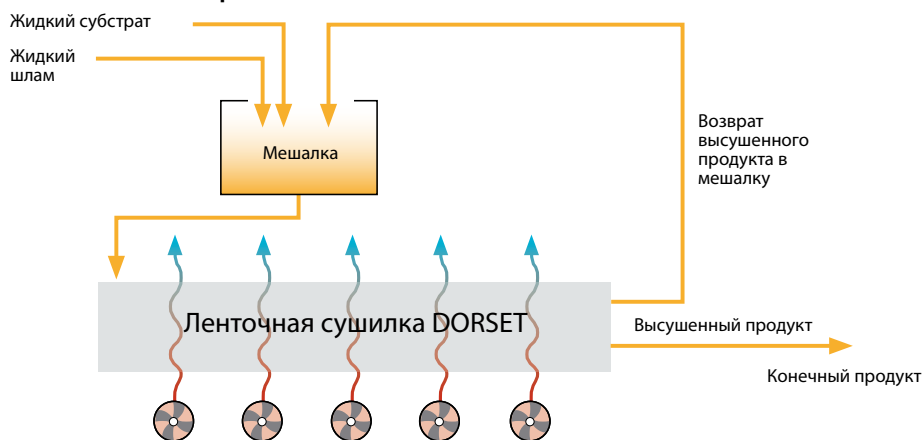 Жидкий субстрат
Жидкий
шлам
Мешалка
Возврат
высушенного
продукта в
мешалку
Ленточная сушилка DORSET
Высушенный продукт
Конечный продукт